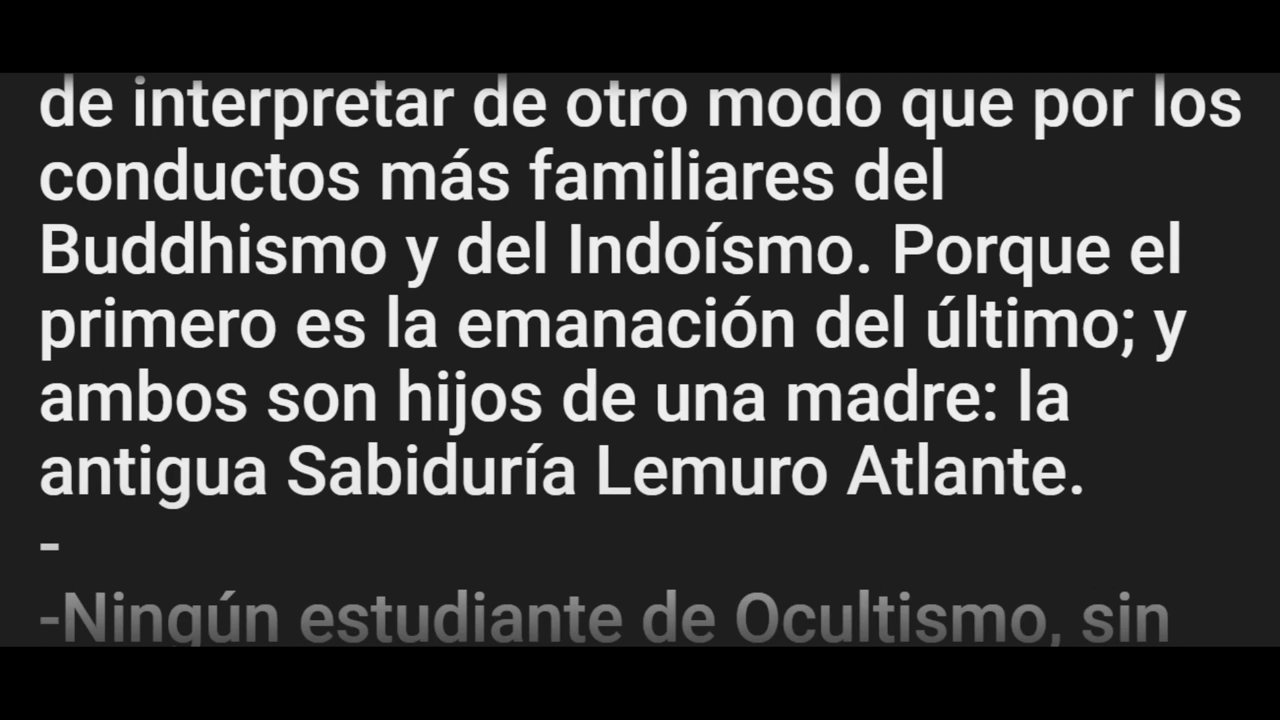 de interpretar de otro modo que por los
conductos más familiares del
Buddhismo y del Indoísmo. Porque el
primero es la emanación del último; y
ambos son hijos de una madre: la
antigua Sabiduría Lemuro Atlante.
-
-Ningún estudiante de Ocultismo, sin